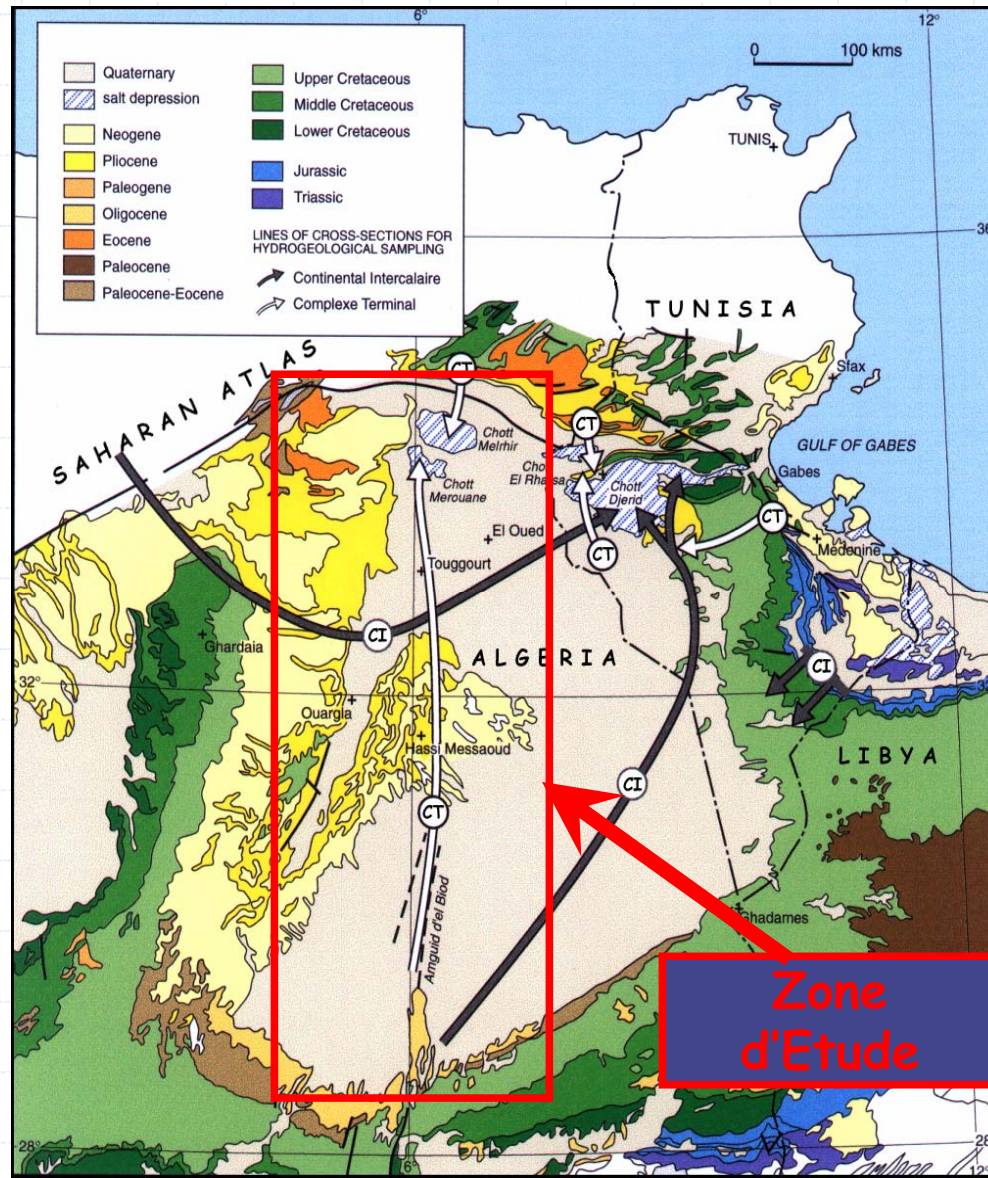 6°
12°
0 100 kms
Quaternary
salt depression
Neogene
Pliocene
Paleogene
Oligocene
Eocene
Paleocene
Paleocene-Eocene
Upper Cretaceous
Middle Cretaceous
Lower Cretaceous
Jurassic
Triassic
LINES OF CROSS-SECTIONS FOR
HYDROGEOLOGICAL SAMPLING
Continental Intercalaire
Complexe Terminal
TUNIS
36
TUNISIA
SAHARAN ATLAS
Sfax
CT
CT
Chott
Melrhir
GULF OF GABES
Chott
Merouane
El Rharsa
Chott
Djerid
Gabes
CT
El Oued
CT
Medenine
Touggourt
CI
Ghardaia
ALGERIA
CI
32°
Ouargla
Hassi Messaoud
LIBYA
CI
CT
Amguid d'el Biod
Ghadames
Zone
d'Etude
28°
28
6°
12°